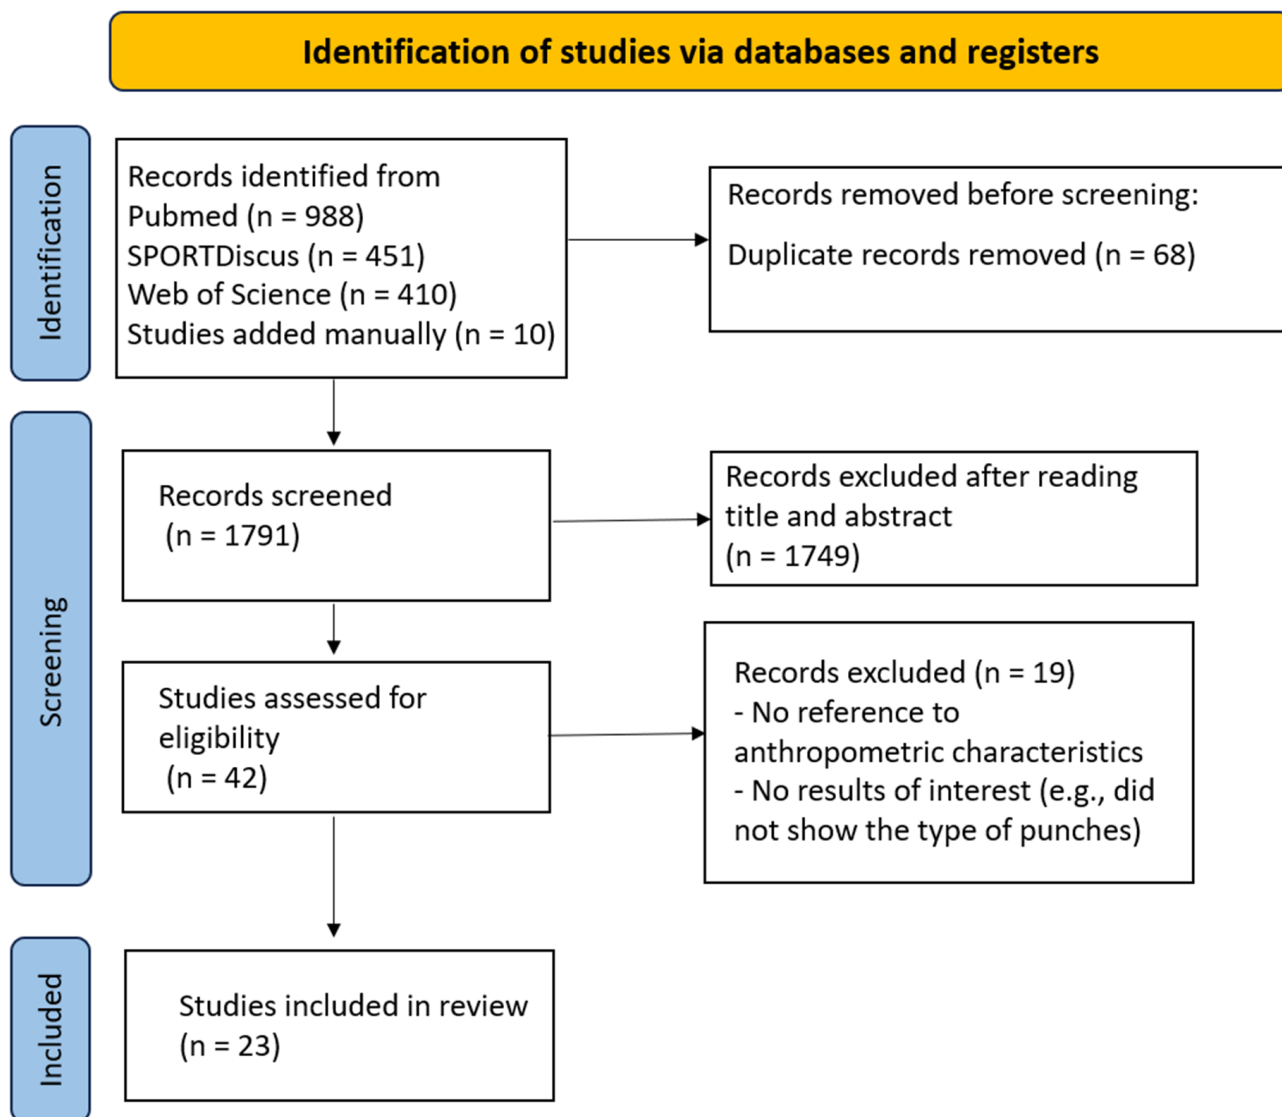 Identification of studies via databases and registers
Identification
Records identified from
Pubmed (n = 988)
SPORTDiscus (n = 451)
Web of Science (n = 410)
Studies added manually (n = 10)
Records removed before screening:
Duplicate records removed (n = 68)
Screening
Records screened
(n = 1791)
Records excluded after reading
title and abstract
(n = 1749)
Studies assessed for
eligibility
(n = 42)
Records excluded (n = 19)
- No reference to
anthropometric characteristics
- No results of interest (e.g., did
not show the type of punches)
Included
Studies included in review
(n = 23)